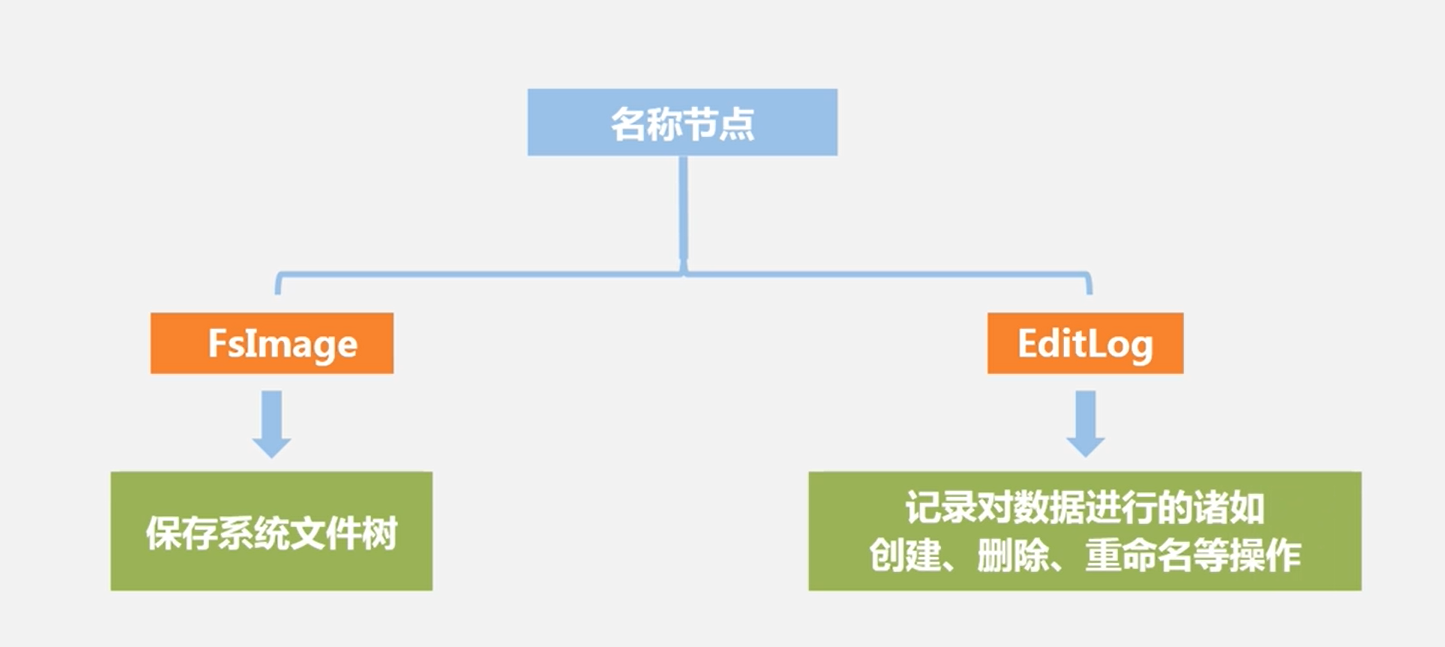 名称节点
FsImage
EditLog
保存系统文件树
记录对数据进行的诸如
创建、删除、重命名等操作